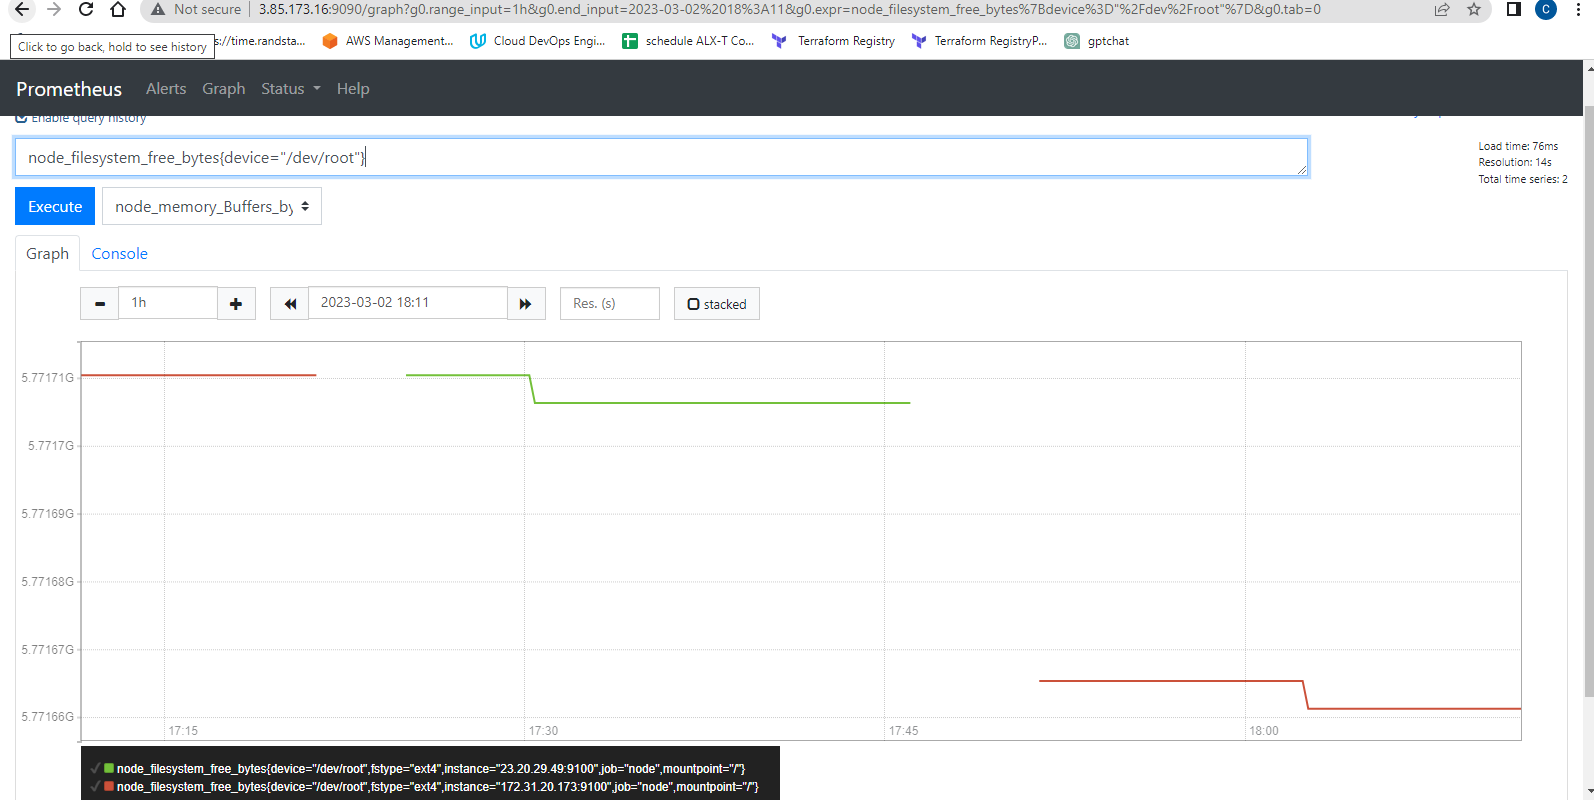 Not secure
3.85.173.16:9090/graph?g0.range_input=1h&g0.end_input=2023-03-02%2018%3A11&g0.expr=node_filesystem_free_bytes%7Bdevice%3D"%2Fdev%2Froot"%7D&g0.tab=0
C
Click to go back, hold to see history
s://time.randsta...
AWS Management...
Cloud DevOps Engi...
schedule ALX-T Co...
Terraform Registry
Terraform RegistryP...
gptchat
Prometheus
Alerts
Graph
Status
Help
Enable query history
node_filesystem_free_bytes{device="/dev/root"}
Load time: 76ms
Resolution: 14s
Total time series: 2
Execute
node_memory_Buffers_by
Graph
Console
1h
2023-03-02 18:11
Res. (s)
stacked
5.77171G
5.7717G
5.77169G
5.77168G
5.77167G
5.77166G
17:15
17:30
17:45
18:00
node_filesystem_free_bytes{device="/dev/root",fstype="ext4",instance="23.20.29.49:9100",job="node",mountpoint="/"}
node_filesystem_free_bytes{device="/dev/root",fstype="ext4",instance="172.31.20.173:9100",job="node",mountpoint="/"}